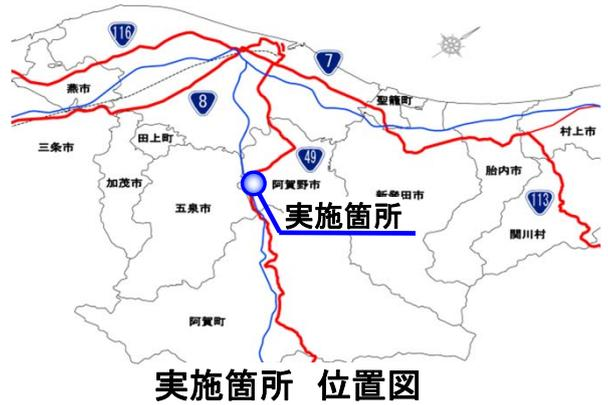 116
7
燕市
8
聖籠町
三条市
田上町
49
村上市
加茂市
阿賀野市
新発田市
胎内市
五泉市
113
実施箇所
関川村
阿賀町
実施箇所 位置図